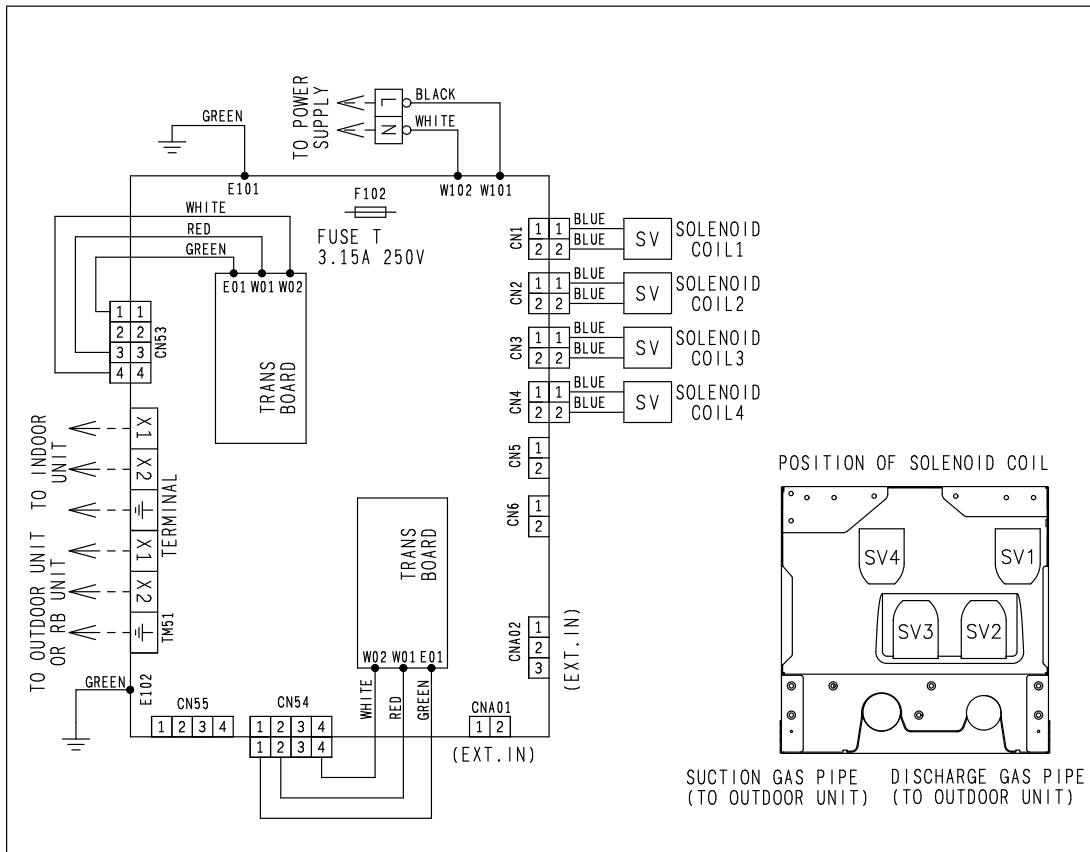 TO POWER
SUPPLY
L
N
BLACK
WHITE
GREEN
E101
W102 W101
F102
FUSE T
3.15A 250V
WHITE
RED
GREEN
E01 W01 W02
TRANS
BOARD
1 1
2 2
3 3
4 4
CN53
CN1
1 1 BLUE
2 2 BLUE
SV
SOLENOID
COIL1
CN2
1 1 BLUE
2 2 BLUE
SV
SOLENOID
COIL2
CN3
1 1 BLUE
2 2 BLUE
SV
SOLENOID
COIL3
CN4
1 1 BLUE
2 2 BLUE
SV
SOLENOID
COIL4
CN5
1
2
CN6
1
2
TO INDOOR
UNIT
X1
X2
TERMINAL
TO OUTDOOR UNIT
OR RB UNIT
X1
X2
TM51
TRANS
BOARD
W02 W01 E01
CNA02
1
2
3
(EXT.IN)
GREEN
E102
CN55
1 2 3 4
CN54
1 2 3 4
1 2 3 4
WHITE
RED
GREEN
CNA01
1 2
(EXT.IN)
POSITION OF SOLENOID COIL
SV4
SV1
SV3
SV2
SUCTION GAS PIPE
(TO OUTDOOR UNIT)
DISCHARGE GAS PIPE
(TO OUTDOOR UNIT)